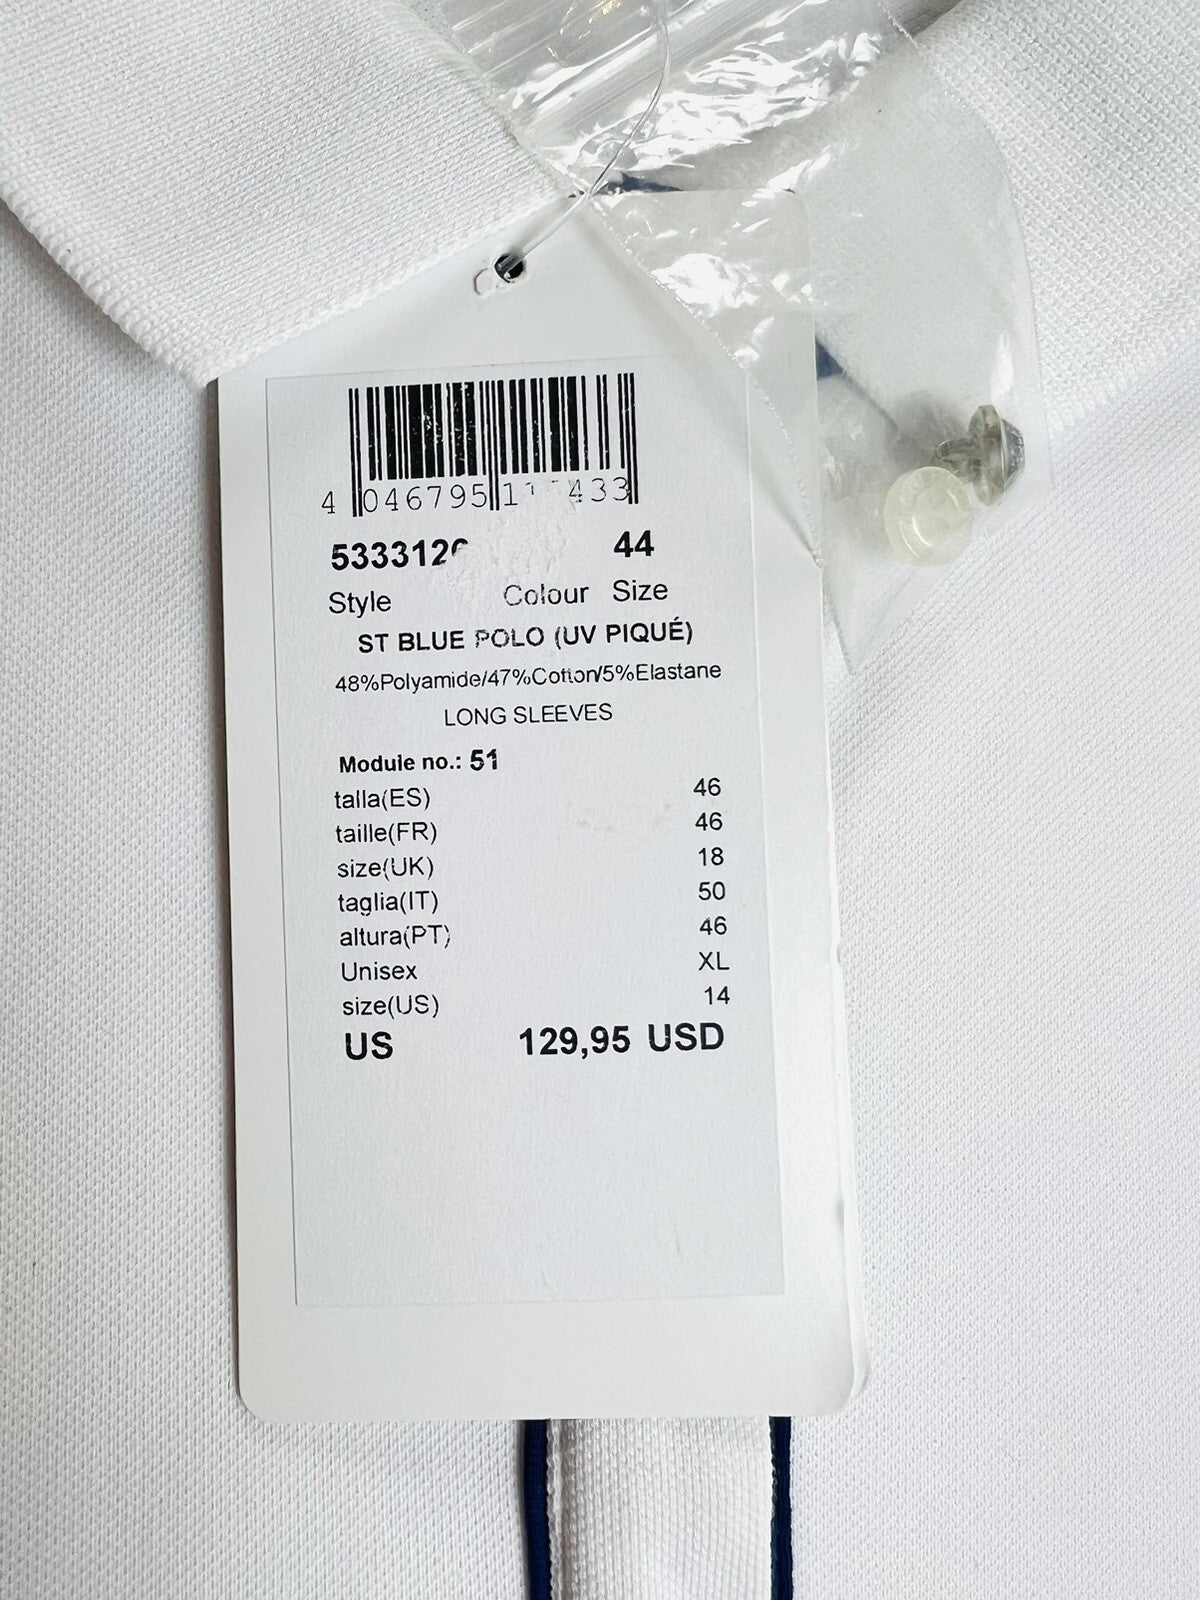 4 046795 433
44
Style Colour Size
ST BLUE POLO (UV PIQUÉ)
48%Polyamide/47%Cotton/5%Elastane
LONG SLEEVES
Module no.: 51
talla(ES) 46
taille(FR) 46
size(UK) 18
taglia(IT) 50
altura(PT) 46
Unisex XL
size(US) 14
US 129,95 USD